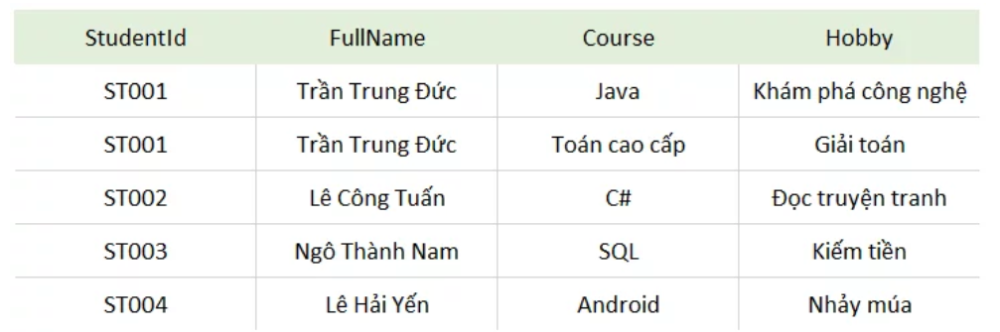 StudentId FullName Course Hobby
ST001 Trần Trung Đức Java Khám phá công nghệ
ST001 Trần Trung Đức Toán cao cấp Giải toán
ST002 Lê Công Tuấn C# Đọc truyện tranh
ST003 Ngô Thành Nam SQL Kiếm tiền
ST004 Lê Hải Yến Android Nhảy múa